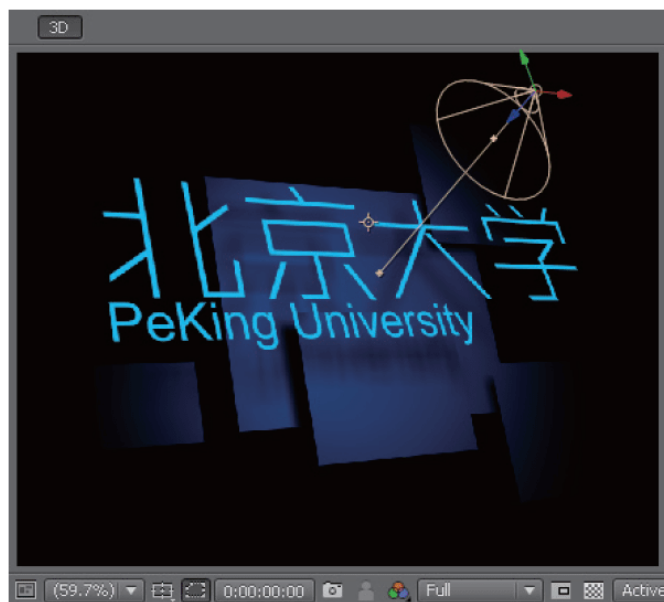 3D
北京大学
PeKing University
(59.7%)
0:00:00:00
Full
Active